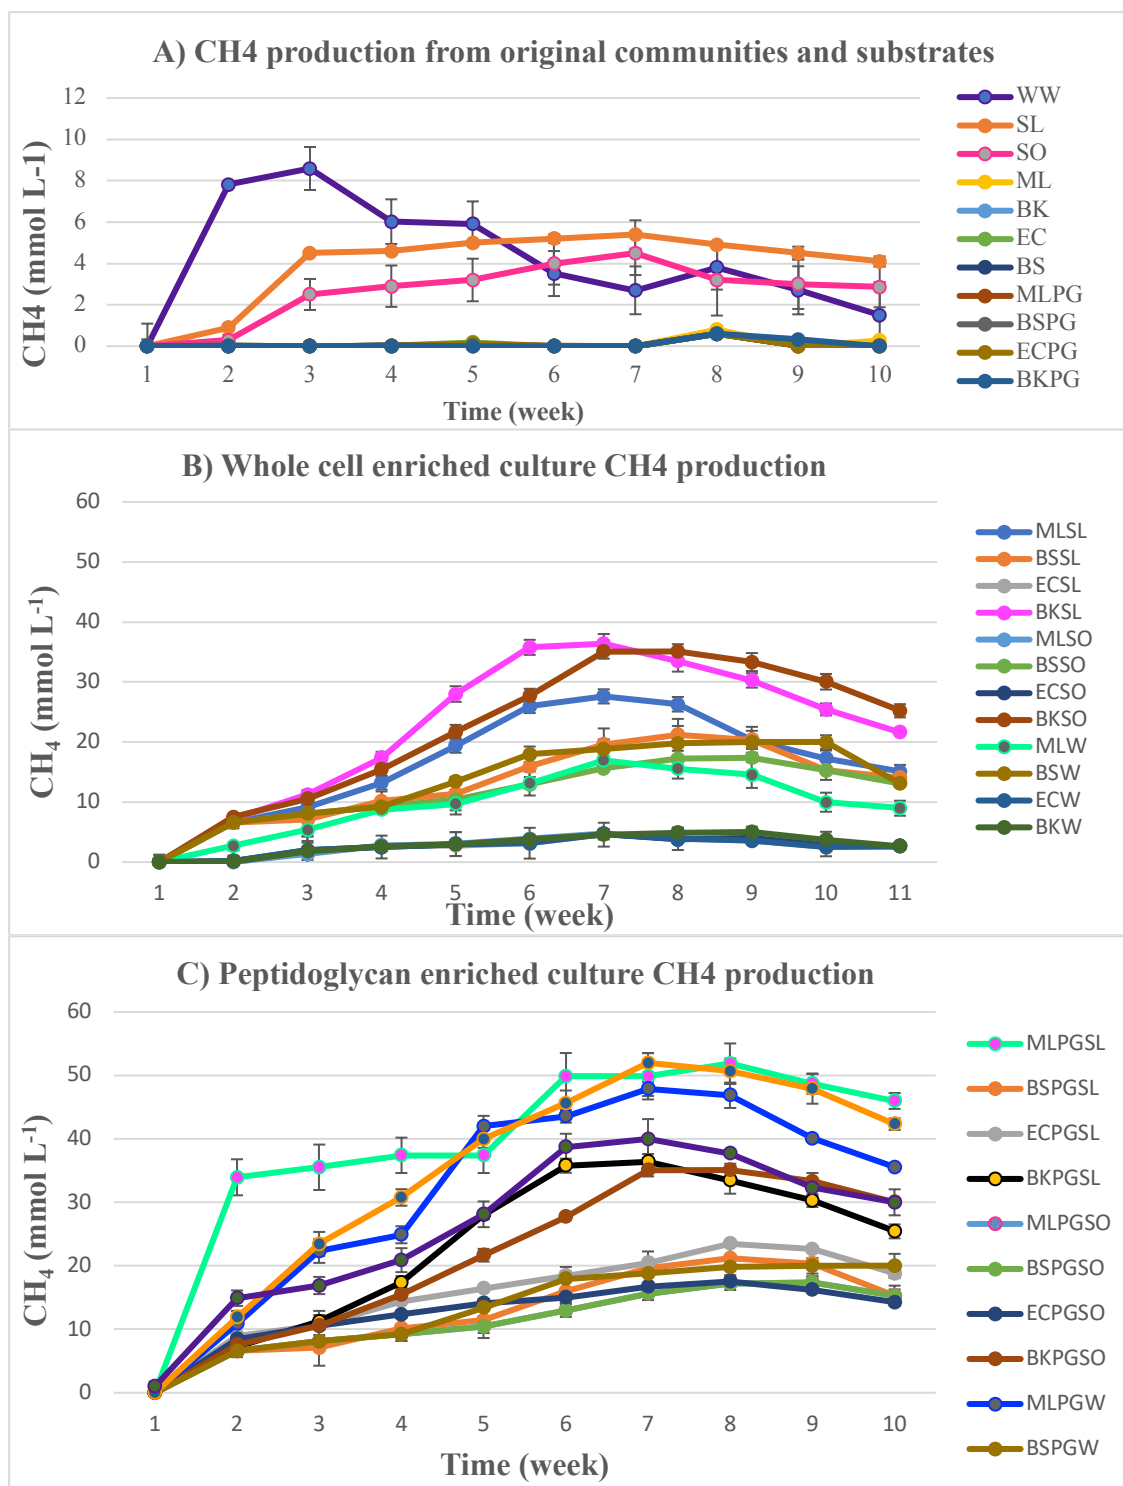 A) CH4 production from original communities and substrates
CH4 (mmol L-1)
12
10
8
6
4
2
0
1 2 3 4 5 6 7 8 9 10
Time (week)
WW
SL
SO
ML
BK
EC
BS
MLPG
BSPG
ECPG
BKPG
B) Whole cell enriched culture CH4 production
CH₄ (mmol L⁻¹)
60
50
40
30
20
10
0
1 2 3 4 5 6 7 8 9 10 11
Time (week)
MLSL
BSSL
ECSL
BKSL
MLSO
BSSO
ECSO
BKSO
MLW
BSW
ECW
BKW
C) Peptidoglycan enriched culture CH4 production
CH₄ (mmol L⁻¹)
60
50
40
30
20
10
0
1 2 3 4 5 6 7 8 9 10
Time (week)
MLPGSL
BSPGSL
ECPGSL
BKPGSL
MLPGSO
BSPGSO
ECPGSO
BKPGSO
MLPGW
BSPGW